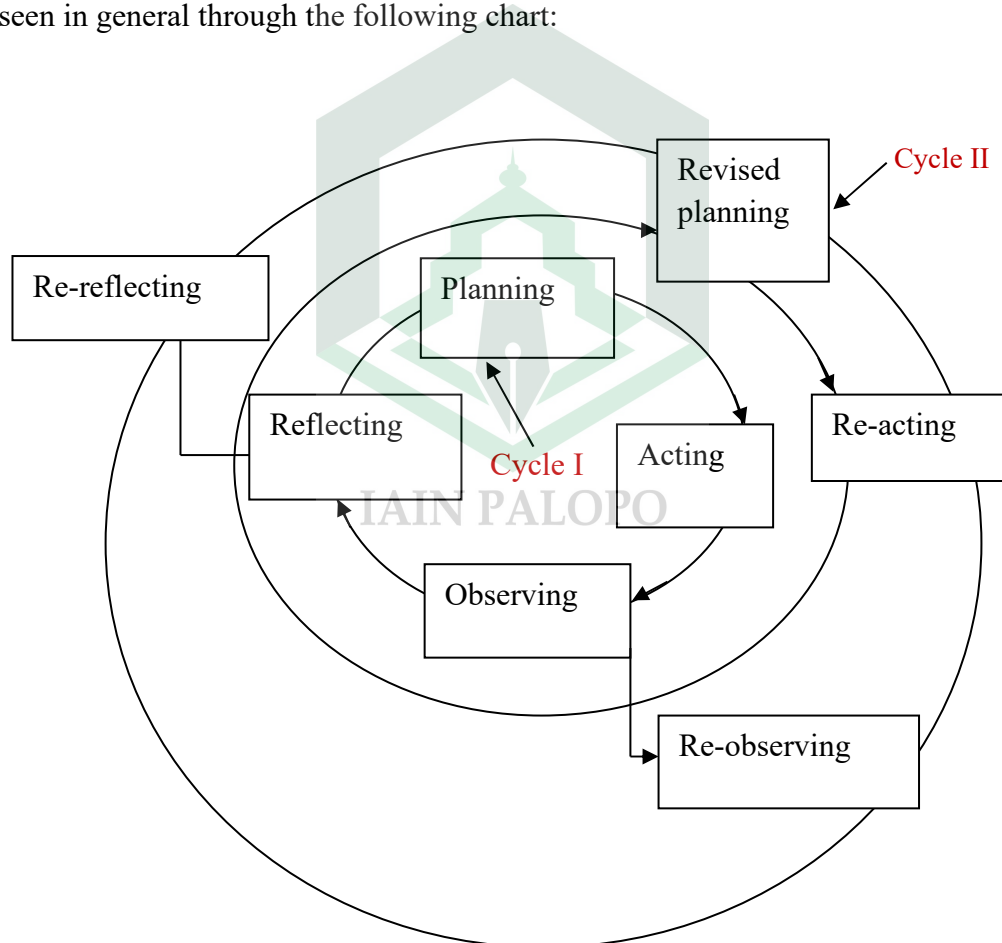 seen in general through the following chart:
Revised
planning
Cycle II
Re-reflecting
Planning
Reflecting
Cycle I
Acting
Re-acting
IAIN PALOPO
Observing
Re-observing